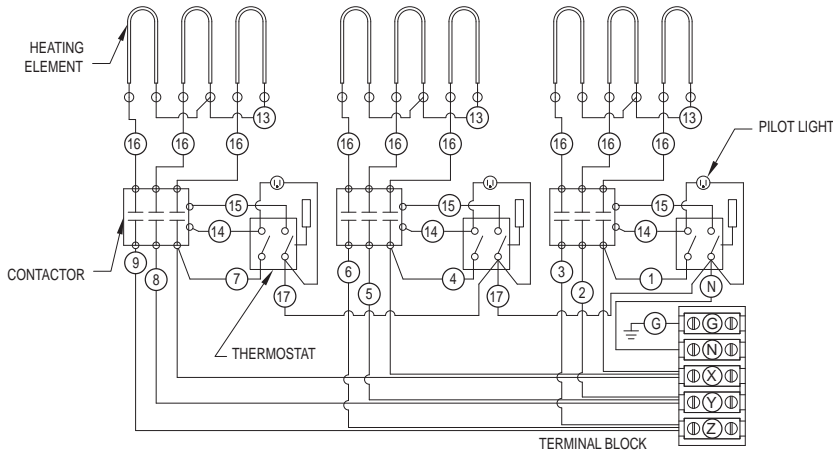 HEATING
ELEMENT
13 13 13
16 16 16 16 16 16 16 16 16
PILOT LIGHT
15 15 15
14 14 14
CONTACTOR
9 8 7 17 6 5 4 17 3 2 1 N
THERMOSTAT
G G
N
X
Y
Z
TERMINAL BLOCK